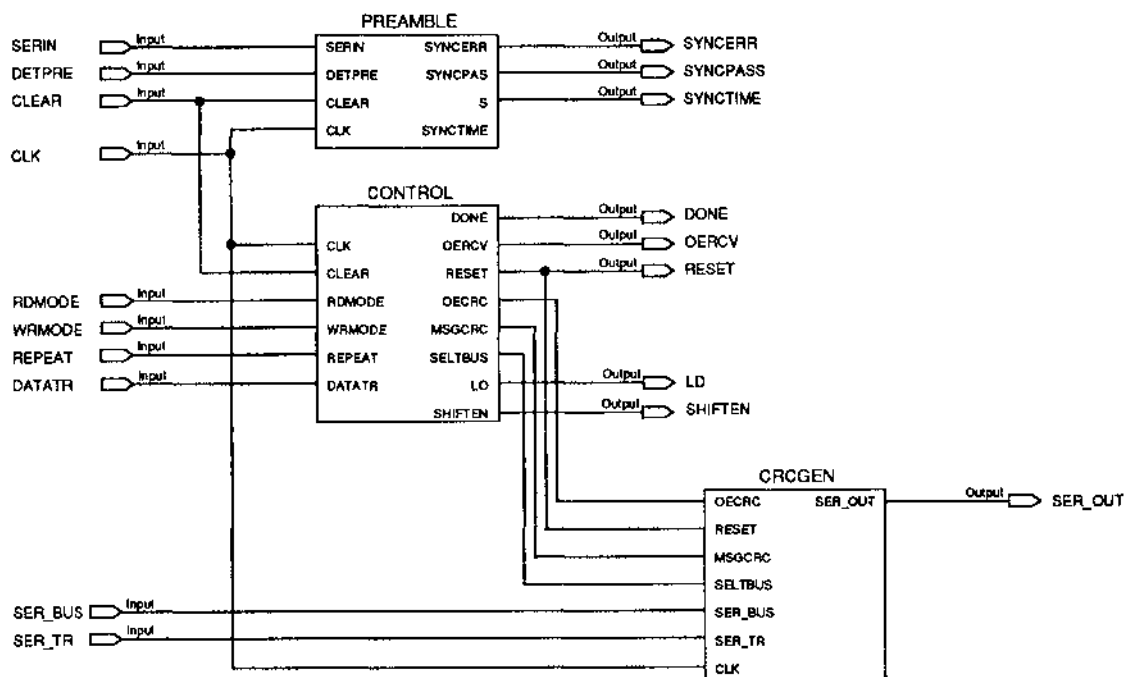 PREAMBLE
SERIN Input SERIN SYNCERR Output SYNCERR
DETPRE Input DETPRE SYNCPAS Output SYNCPASS
CLEAR Input CLEAR S Output SYNCTIME
CLK Input CLK SYNCTIME
CONTROL
DONE Output DONE
CLK OERCV Output OERCV
CLEAR RESET Output RESET
RDMODE Input RDMODE OECRC
WRMODE Input WRMODE MSGCRC
REPEAT Input REPEAT SELTBUS
DATATR Input DATATR LO Output LD
SHIFTEN Output SHIFTEN
CRCGEN
OECRC SER_OUT Output SER_OUT
RESET
MSGCRC
SELTBUS
SER_BUS Input SER_BUS
SER_TR Input SER_TR
CLK